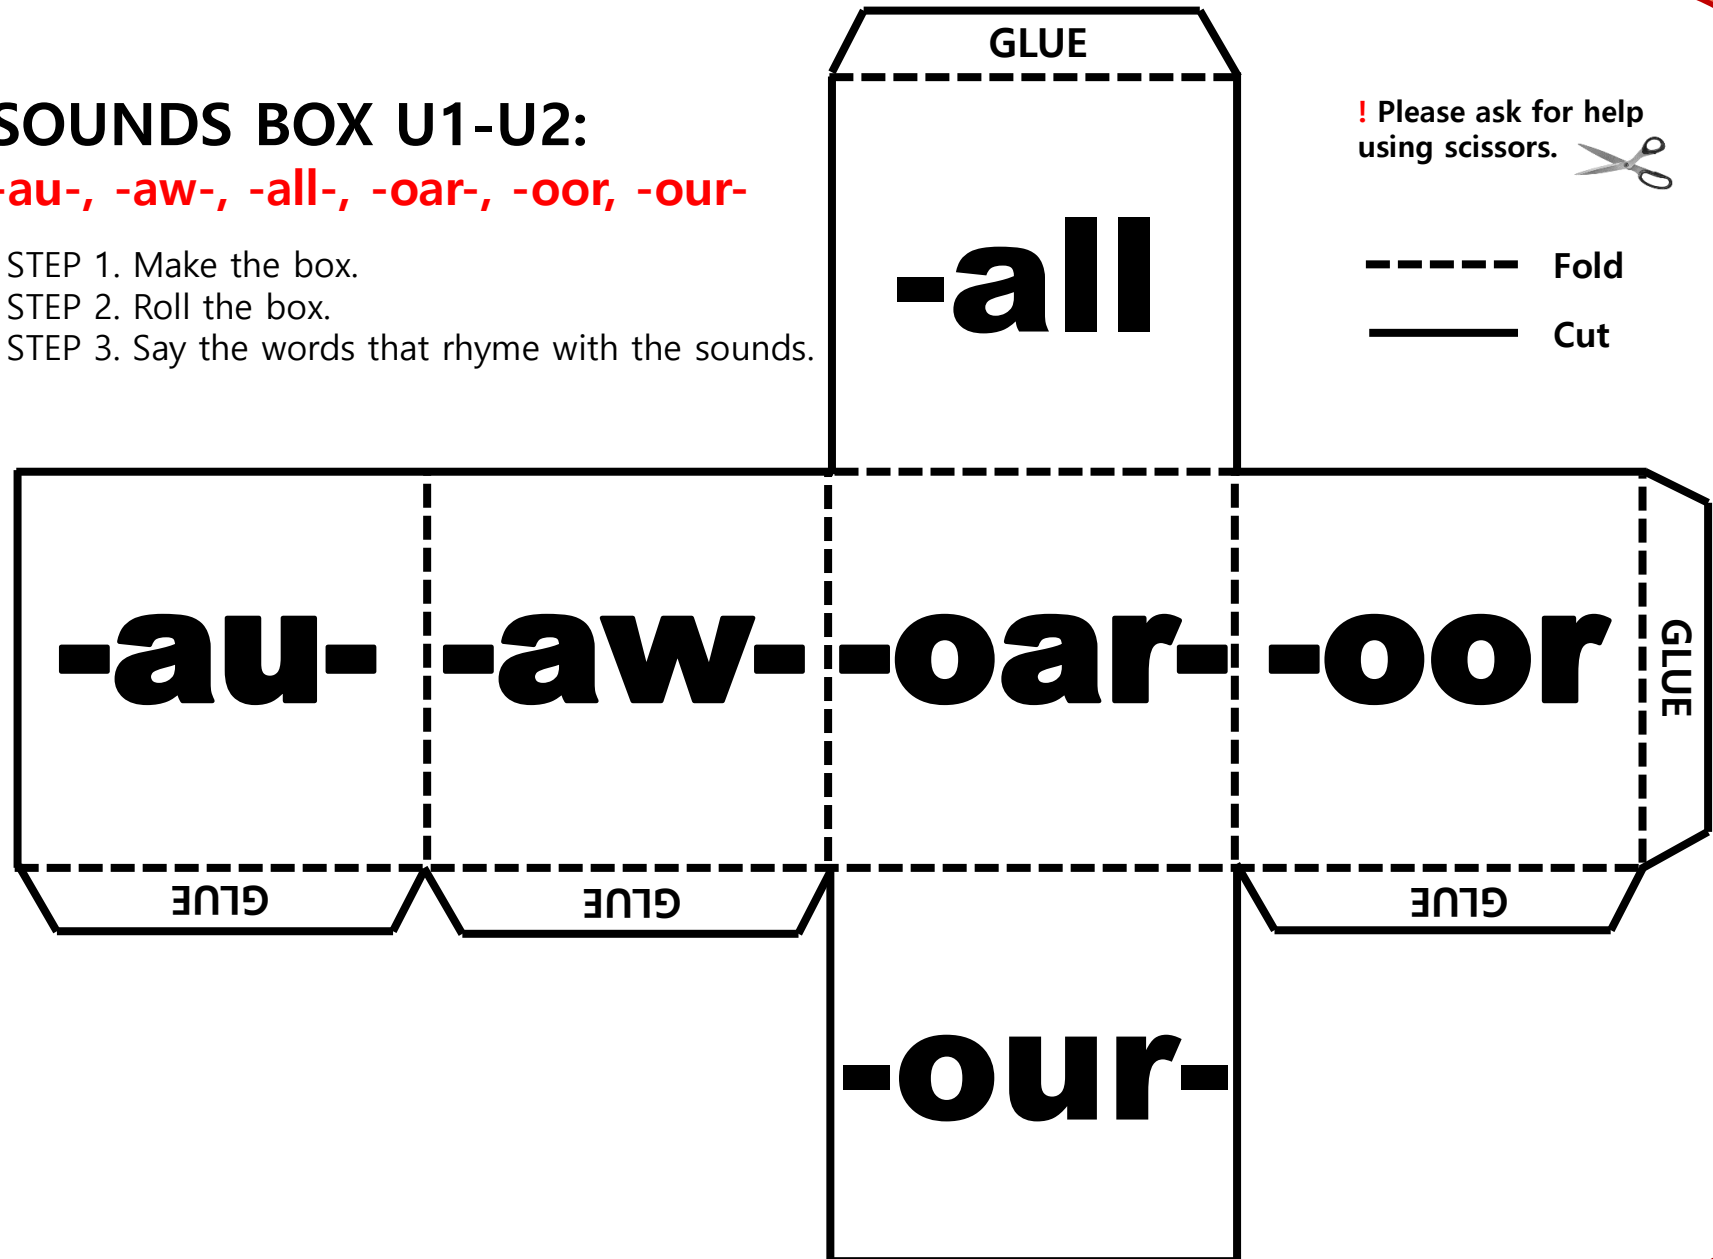 GLUE
SOUNDS BOX U1-U2:
-au-, -aw-, -all-, -oar-, -oor, -our-
! Please ask for help
using scissors.
STEP 1. Make the box.
STEP 2. Roll the box.
STEP 3. Say the words that rhyme with the sounds.
Fold
Cut
-all
-au-
-aw-
-oar-
-oor
GLUE
GLUE
GLUE
GLUE
-our-